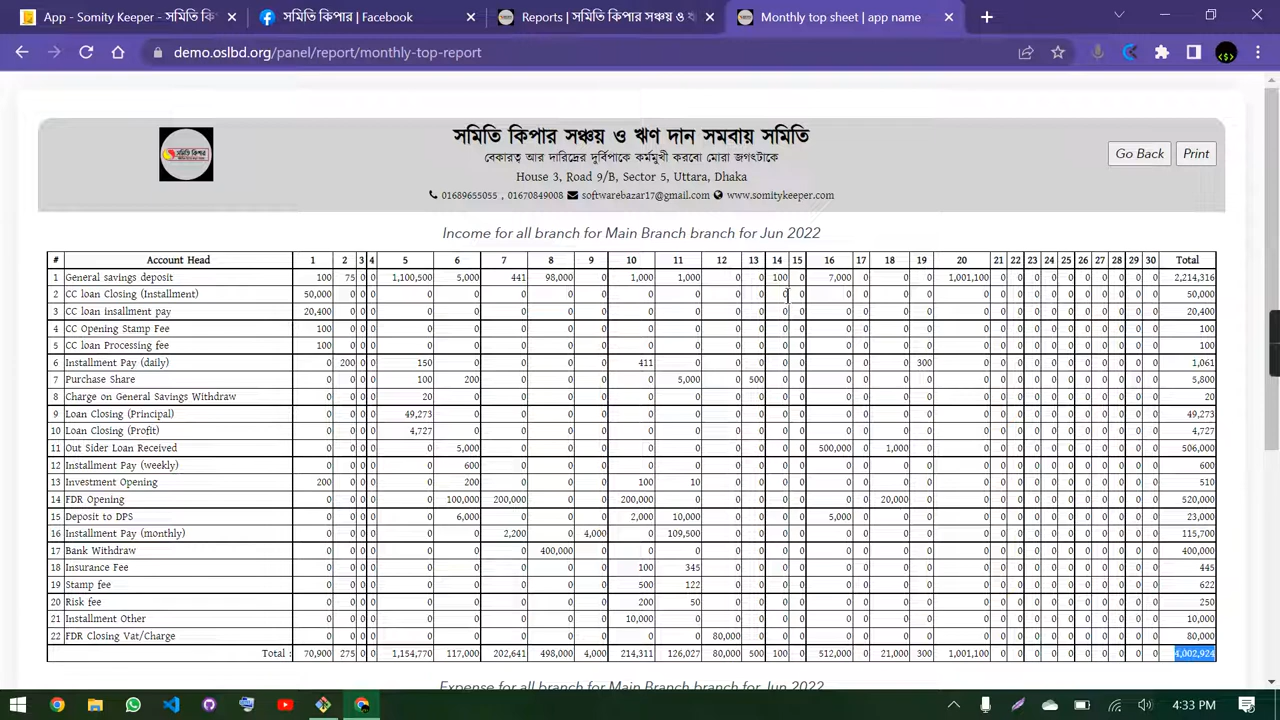 App - Somity Keeper - সমিতি কি
সমিতি কিপার | Facebook
Reports | সমিতি কিপার সঞ্চয় ও ঋ
Monthly top sheet | app name
demo.oslbd.org/panel/report/monthly-top-report
সমিতি কিপার সঞ্চয় ও ঋণ দান সমবায় সমিতি
বেকারত্ব আর দারিদ্রের দুর্বিপাকে কর্মমুখী করবো মোরা জগৎটাকে
House 3, Road 9/B, Sector 5, Uttara, Dhaka
01689655055 , 01670849008 softwarebazar17@gmail.com www.somitykeeper.com
Go Back Print
Income for all branch for Main Branch branch for Jun 2022
# Account Head 1 2 3 4 5 6 7 8 9 10 11 12 13 14 15 16 17 18 19 20 21 22 23 24 25 26 27 28 29 30 Total
1 General savings deposit 100 75 0 0 1,100,500 5,000 441 98,000 0 1,000 1,000 0 0 100 0 7,000 0 0 0 1,001,100 0 0 0 0 0 0 0 0 0 0 2,214,316
2 CC loan Closing (Installment) 50,000 0 0 0 0 0 0 0 0 0 0 0 0 0 0 0 0 0 0 0 0 0 0 0 0 0 0 0 0 0 50,000
3 CC loan insallment pay 20,400 0 0 0 0 0 0 0 0 0 0 0 0 0 0 0 0 0 0 0 0 0 0 0 0 0 0 0 0 0 20,400
4 CC Opening Stamp Fee 100 0 0 0 0 0 0 0 0 0 0 0 0 0 0 0 0 0 0 0 0 0 0 0 0 0 0 0 0 0 100
5 CC loan Processing fee 100 0 0 0 0 0 0 0 0 0 0 0 0 0 0 0 0 0 0 0 0 0 0 0 0 0 0 0 0 0 100
6 Installment Pay (daily) 0 200 0 0 150 0 0 0 0 411 0 0 0 0 0 0 0 0 300 0 0 0 0 0 0 0 0 0 0 0 1,061
7 Purchase Share 0 0 0 0 100 200 0 0 0 0 5,000 0 500 0 0 0 0 0 0 0 0 0 0 0 0 0 0 0 0 0 5,800
8 Charge on General Savings Withdraw 0 0 0 0 20 0 0 0 0 0 0 0 0 0 0 0 0 0 0 0 0 0 0 0 0 0 0 0 0 0 20
9 Loan Closing (Principal) 0 0 0 0 49,273 0 0 0 0 0 0 0 0 0 0 0 0 0 0 0 0 0 0 0 0 0 0 0 0 0 49,273
10 Loan Closing (Profit) 0 0 0 0 4,727 0 0 0 0 0 0 0 0 0 0 0 0 0 0 0 0 0 0 0 0 0 0 0 0 0 4,727
11 Out Sider Loan Received 0 0 0 0 0 5,000 0 0 0 0 0 0 0 0 0 500,000 0 1,000 0 0 0 0 0 0 0 0 0 0 0 0 506,000
12 Installment Pay (weekly) 0 0 0 0 0 600 0 0 0 0 0 0 0 0 0 0 0 0 0 0 0 0 0 0 0 0 0 0 0 0 600
13 Investment Opening 200 0 0 0 0 200 0 0 0 100 10 0 0 0 0 0 0 0 0 0 0 0 0 0 0 0 0 0 0 0 510
14 FDR Opening 0 0 0 0 0 100,000 200,000 0 0 200,000 0 0 0 0 0 0 0 20,000 0 0 0 0 0 0 0 0 0 0 0 0 520,000
15 Deposit to DPS 0 0 0 0 0 6,000 0 0 0 2,000 10,000 0 0 0 0 5,000 0 0 0 0 0 0 0 0 0 0 0 0 0 0 23,000
16 Installment Pay (monthly) 0 0 0 0 0 0 2,200 0 4,000 0 109,500 0 0 0 0 0 0 0 0 0 0 0 0 0 0 0 0 0 0 0 115,700
17 Bank Withdraw 0 0 0 0 0 0 0 400,000 0 0 0 0 0 0 0 0 0 0 0 0 0 0 0 0 0 0 0 0 0 0 400,000
18 Insurance Fee 0 0 0 0 0 0 0 0 0 100 345 0 0 0 0 0 0 0 0 0 0 0 0 0 0 0 0 0 0 0 445
19 Stamp fee 0 0 0 0 0 0 0 0 0 500 122 0 0 0 0 0 0 0 0 0 0 0 0 0 0 0 0 0 0 0 622
20 Risk fee 0 0 0 0 0 0 0 0 0 200 50 0 0 0 0 0 0 0 0 0 0 0 0 0 0 0 0 0 0 0 250
21 Installment Other 0 0 0 0 0 0 0 0 0 10,000 0 0 0 0 0 0 0 0 0 0 0 0 0 0 0 0 0 0 0 0 10,000
22 FDR Closing Vat/Charge 0 0 0 0 0 0 0 0 0 0 0 80,000 0 0 0 0 0 0 0 0 0 0 0 0 0 0 0 0 0 0 80,000
Total : 70,900 275 0 0 1,154,770 117,000 202,641 498,000 4,000 214,311 126,027 80,000 500 100 0 512,000 0 21,000 300 1,001,100 0 0 0 0 0 0 0 0 0 0 4,002,924
Expense for all branch for Main Branch branch for Jun 2022
4:33 PM